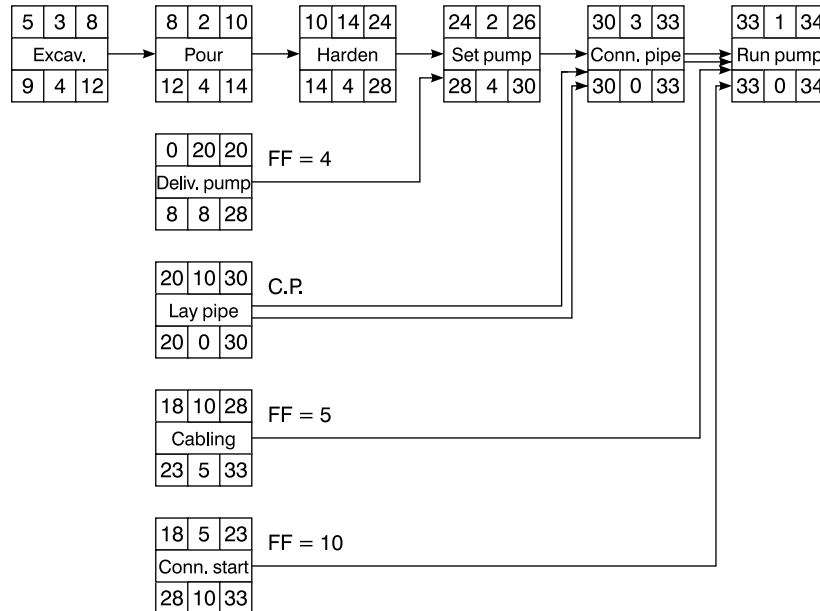 5 3 8 8 2 10 10 14 24 24 2 26 30 3 33 33 1 34
Excav. Pour Harden Set pump Conn. pipe Run pump
9 4 12 12 4 14 14 4 28 28 4 30 30 0 33 33 0 34
0 20 20 FF = 4
Deliv. pump
8 8 28
20 10 30 C.P.
Lay pipe
20 0 30
18 10 28 FF = 5
Cabling
23 5 33
18 5 23 FF = 10
Conn. start
28 10 33